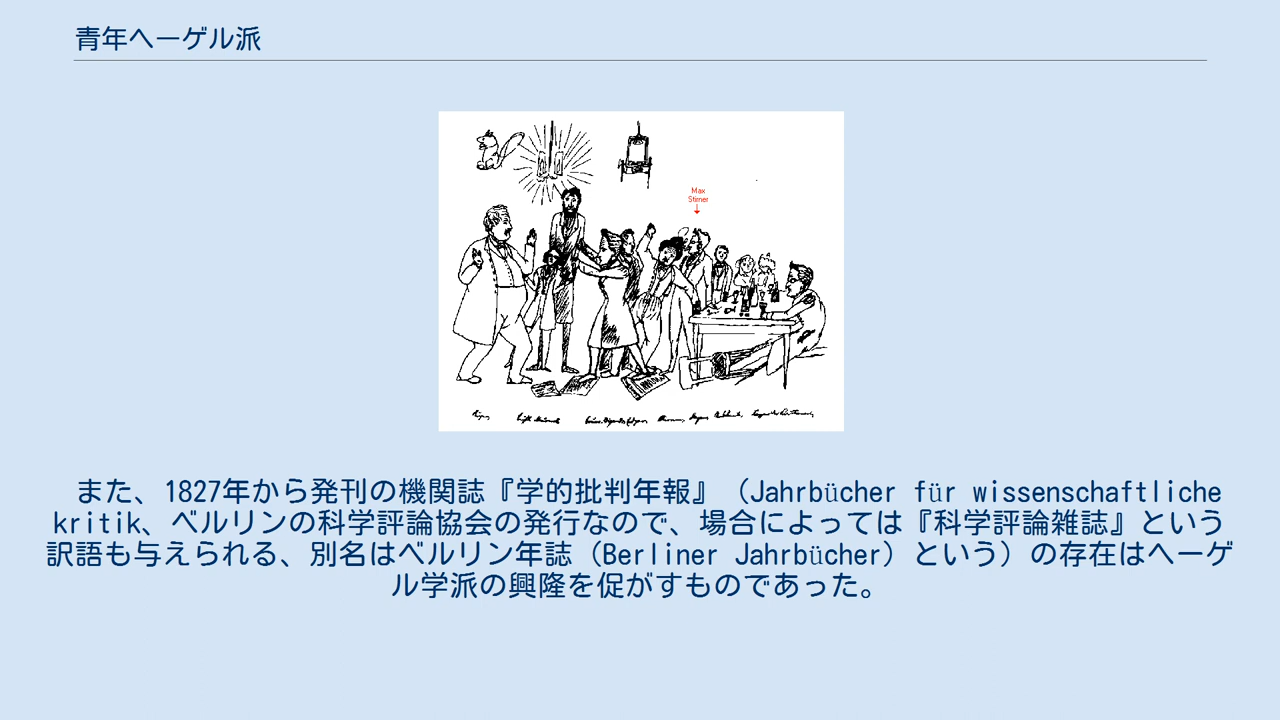 青年ヘーゲル派
Max
Stirner
また、1827年から発刊の機関誌『学的批判年報』（Jahrbücher für wissenschaftliche
kritik、ベルリンの科学評論協会の発行なので、場合によっては『科学評論雑誌』という
訳語も与えられる、別名はベルリン年誌（Berliner Jahrbücher）という）の存在はヘーゲ
ル学派の興隆を促がすものであった。